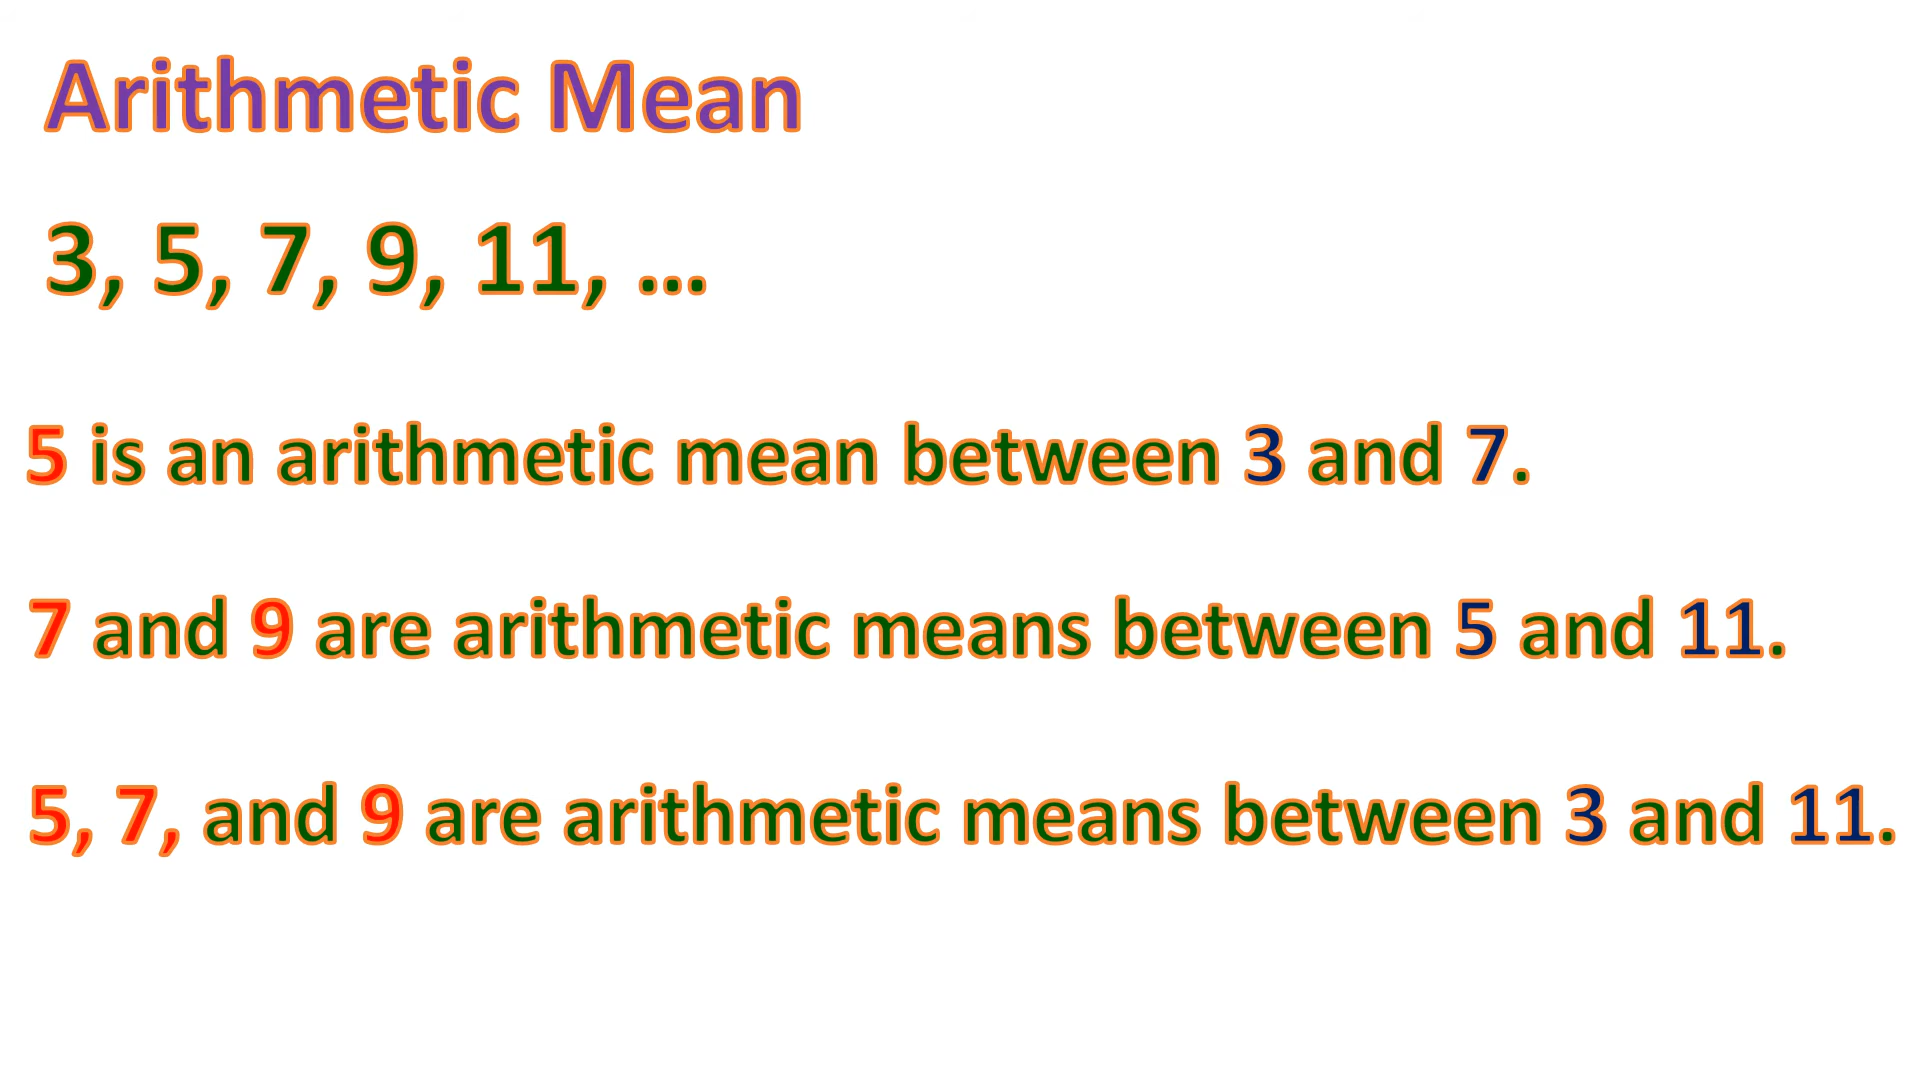 Arithmetic Mean
3, 5, 7, 9, 11, ...
5 is an arithmetic mean between 3 and 7.
7 and 9 are arithmetic means between 5 and 11.
5, 7, and 9 are arithmetic means between 3 and 11.